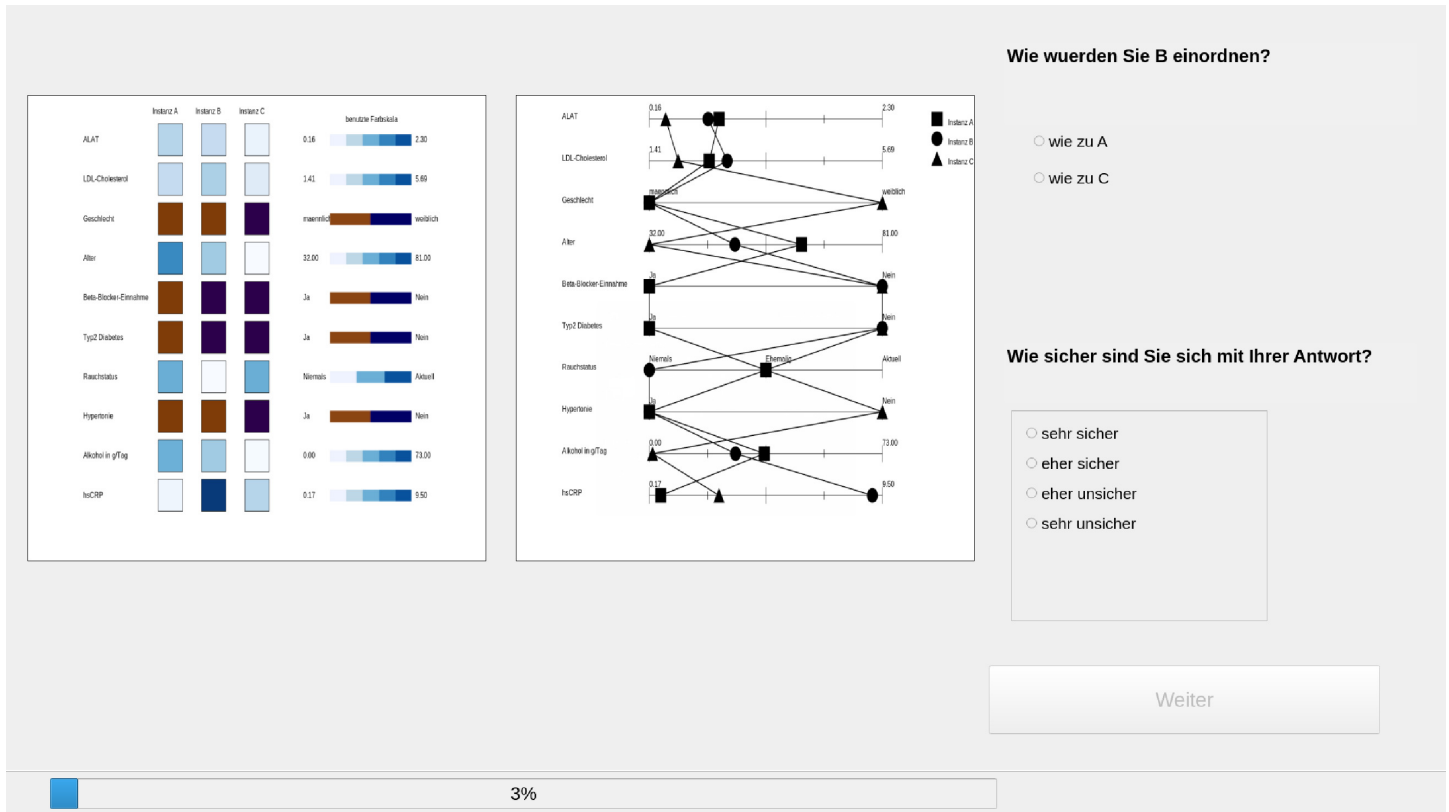 Instanz A Instanz B Instanz C
benutzte Farbskala
ALAT 0.16 2.30
LDL-Cholesterol 1.41 5.69
Geschlecht maennlich weiblich
Alter 32.00 81.00
Beta-Blocker-Einnahme Ja Nein
Typ2 Diabetes Ja Nein
Rauchstatus Niemals Aktuell
Hypertonie Ja Nein
Alkohol in g/Tag 0.00 73.00
hsCRP 0.17 9.50
ALAT 0.16 2.30
Instanz A
Instanz B
Instanz C
LDL-Cholesterol 1.41 5.69
Geschlecht maennlich weiblich
Alter 32.00 81.00
Beta-Blocker-Einnahme Ja Nein
Typ2 Diabetes Ja Nein
Rauchstatus Niemals Ehemalig Aktuell
Hypertonie Ja Nein
Alkohol in g/Tag 0.00 73.00
hsCRP 0.17 9.50
Wie wuerden Sie B einordnen?
wie zu A
wie zu C
Wie sicher sind Sie sich mit Ihrer Antwort?
sehr sicher
eher sicher
eher unsicher
sehr unsicher
Weiter
3%